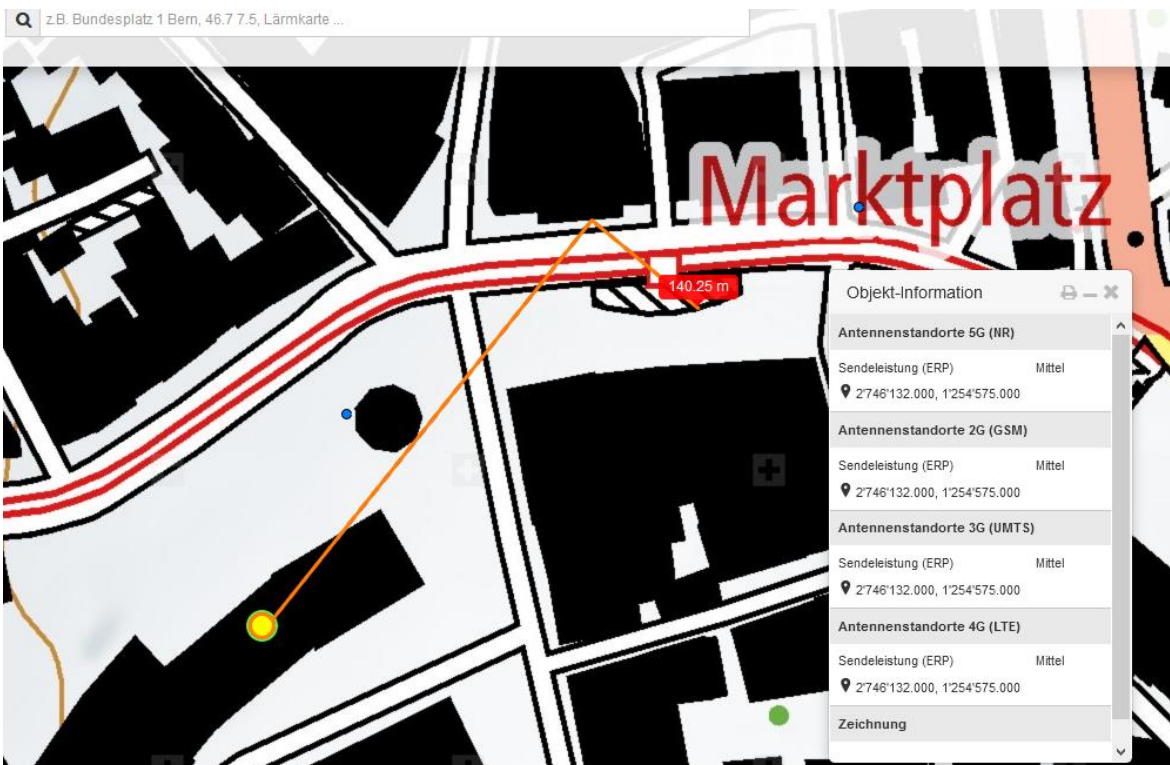 z.B. Bundesplatz 1 Bern, 46.7 7.5, Lärmkarte ...
Marktplatz
140.25 m
Objekt-Information
Antennenstandorte 5G (NR)
Sendeleistung (ERP) Mittel
2'746'132.000, 1'254'575.000
Antennenstandorte 2G (GSM)
Sendeleistung (ERP) Mittel
2'746'132.000, 1'254'575.000
Antennenstandorte 3G (UMTS)
Sendeleistung (ERP) Mittel
2'746'132.000, 1'254'575.000
Antennenstandorte 4G (LTE)
Sendeleistung (ERP) Mittel
2'746'132.000, 1'254'575.000
Zeichnung